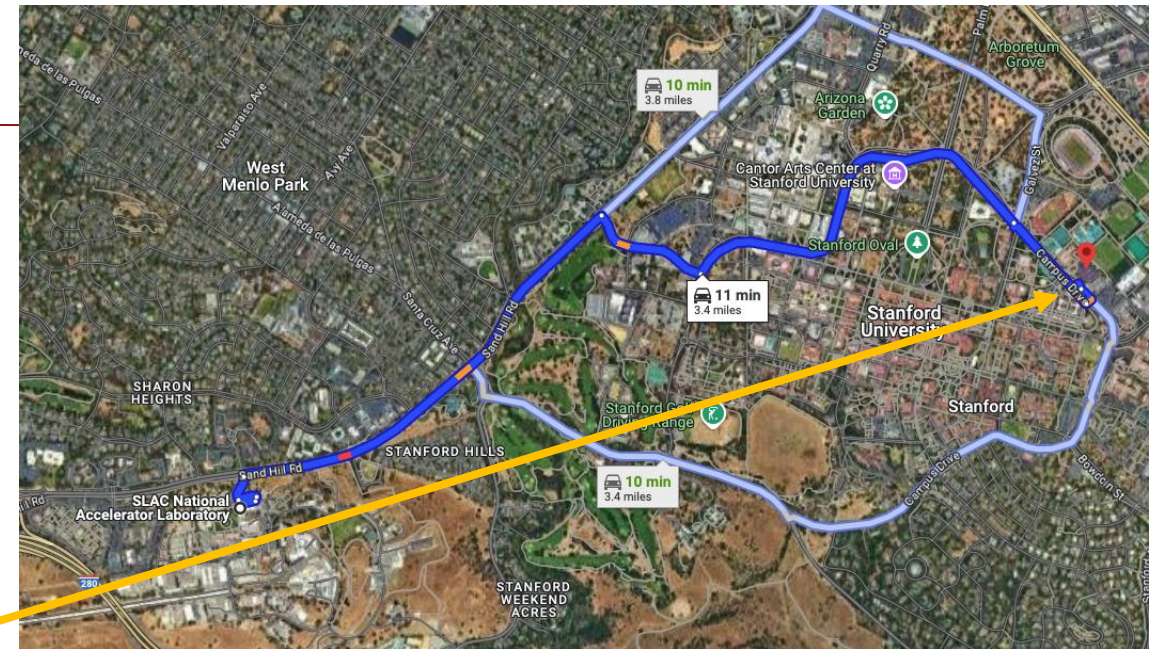 Alameda de las Pulgas
Valparaiso Ave
Avy Ave
West
Menlo Park
Alameda de las Pulgas
Santa Cruz Ave
10 min
3.8 miles
Quarry Rd
Palm
Arboretum
Grove
Arizona
Garden
Cantor Arts Center at
Stanford University
Galvez St
Stanford Oval
Campus Drive
11 min
3.4 miles
Stanford
University
Sand Hill Rd
SHARON
HEIGHTS
Stanford Golf
Driving Range
Stanford
STANFORD HILLS
Sand Hill Rd
SLAC National
Accelerator Laboratory
10 min
3.4 miles
Campus Drive
Bowdoin St
280
STANFORD
WEEKEND
ACRES